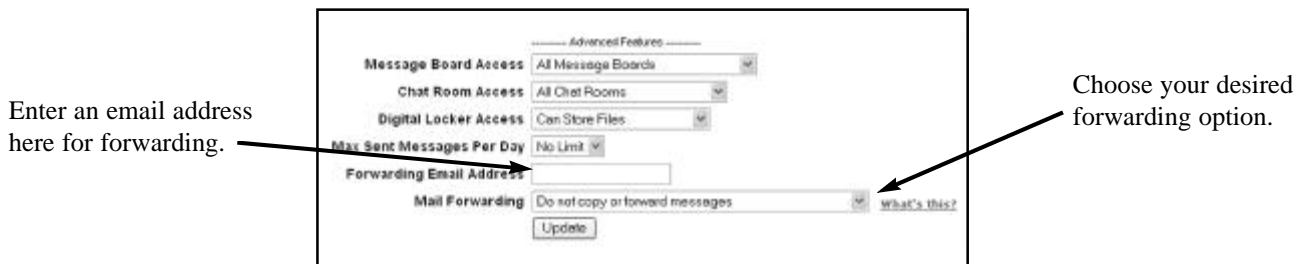 ---------- Advanced Features ----------
Message Board Access All Message Boards
Chat Room Access All Chat Rooms
Digital Locker Access Can Store Files
Max Sent Messages Per Day No Limit
Forwarding Email Address
Mail Forwarding Do not copy or forward messages What's this?
Update
Enter an email address
here for forwarding.
Choose your desired
forwarding option.